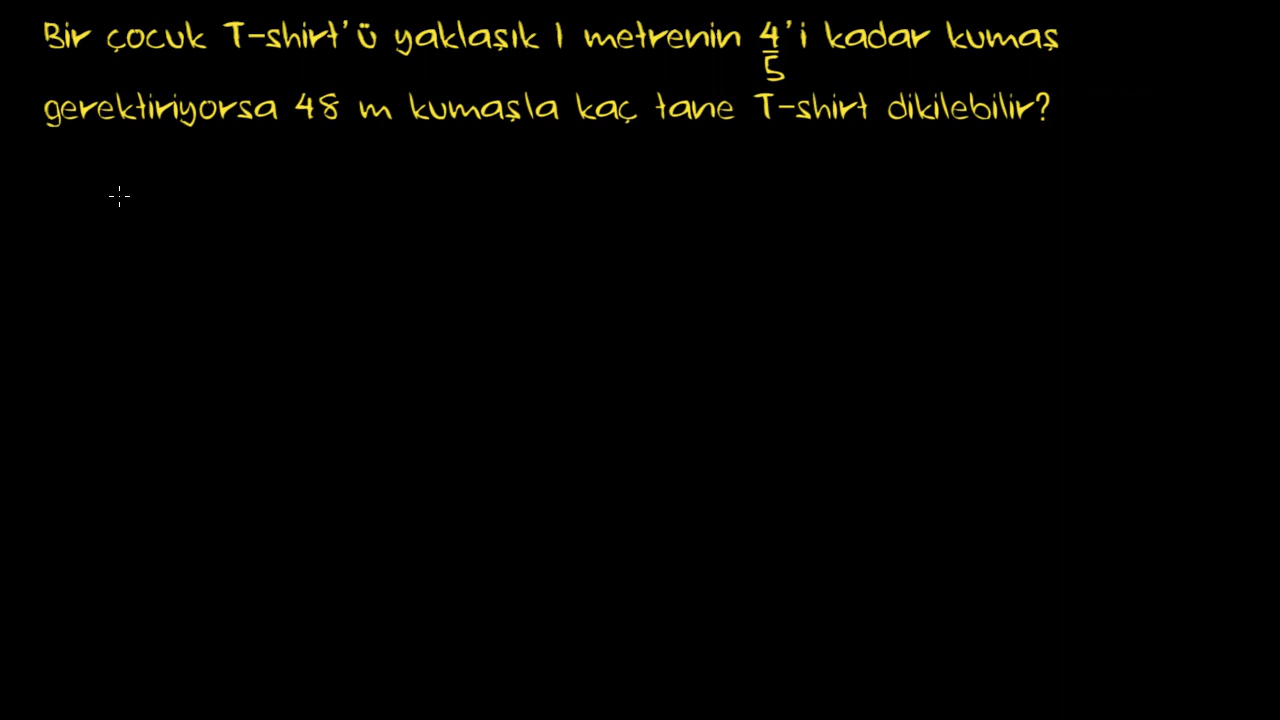 Bir çocuk T-shirt'ü yaklaşık 1 metrenin 4/5'i kadar kumaş
gerektiriyorsa 48 m kumaşla kaç tane T-shirt dikilebilir?